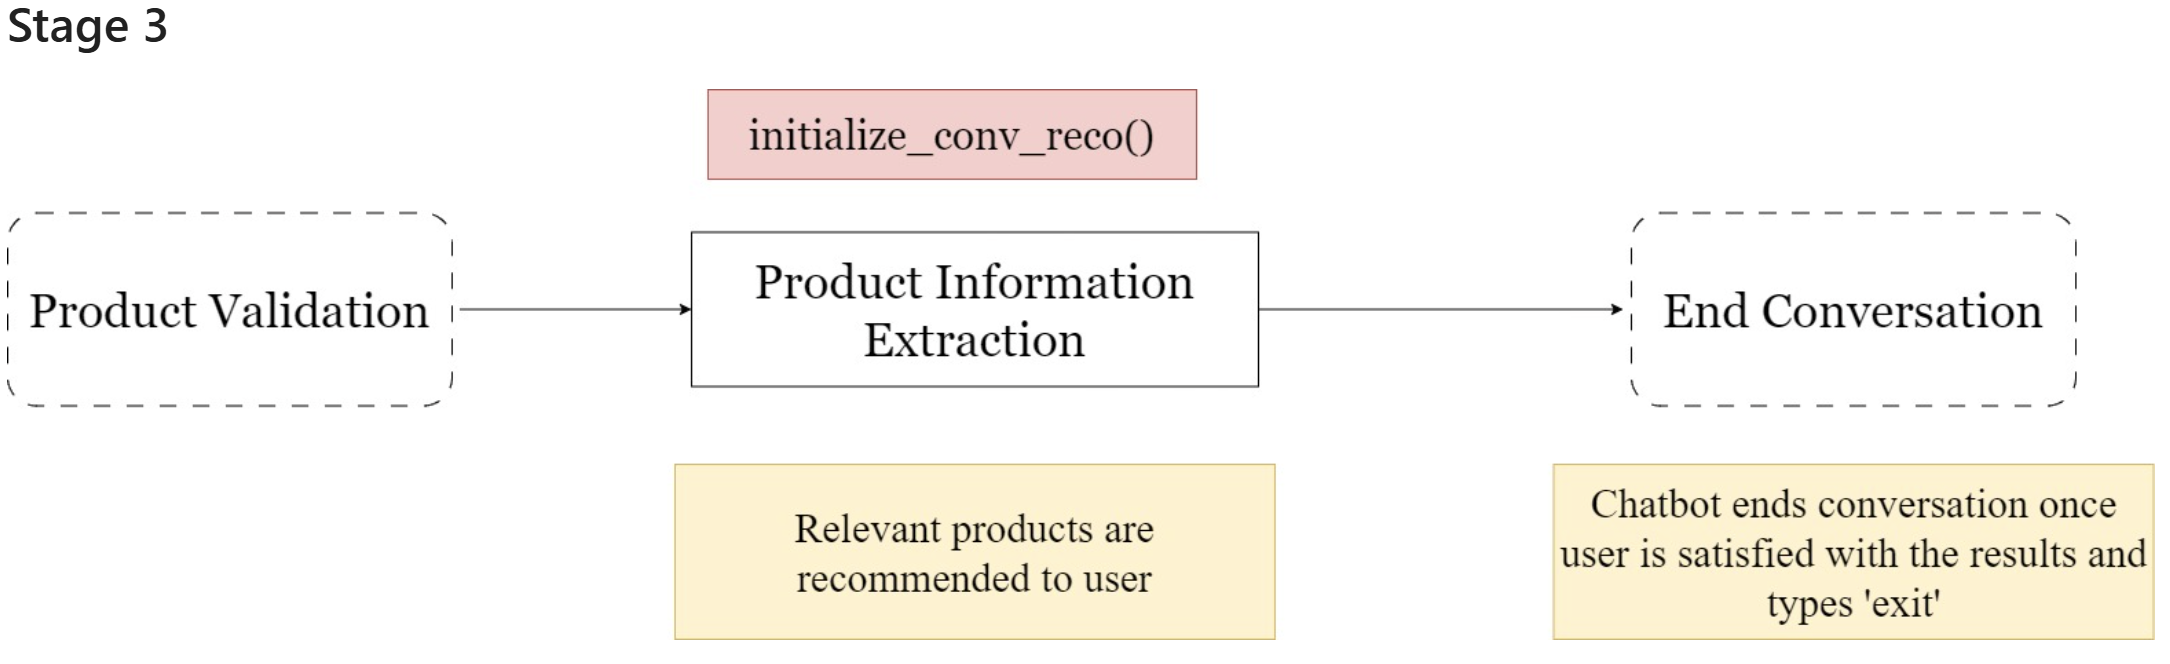 Stage 3
initialize_conv_reco()
Product Validation
Product Information
Extraction
End Conversation
Relevant products are
recommended to user
Chatbot ends conversation once
user is satisfied with the results and
types 'exit'